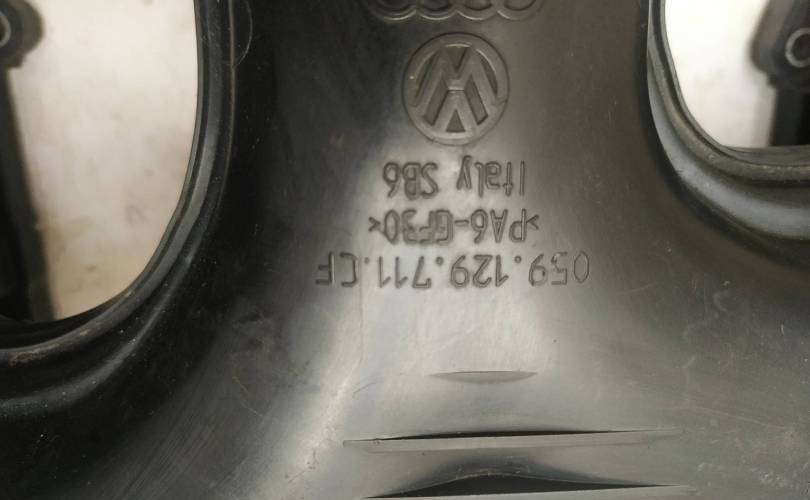 059.129.711.CF
>PA6-GF30<
Italy SB6